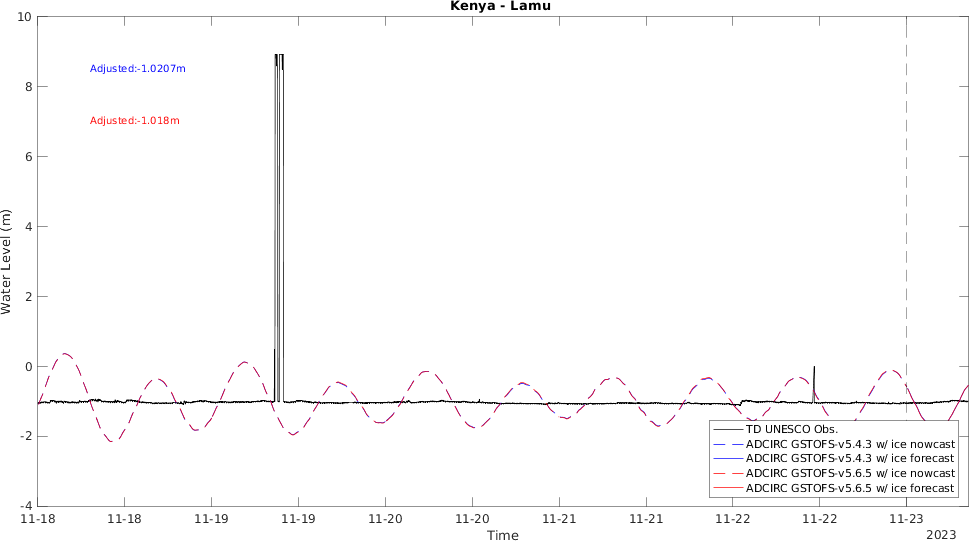 Kenya - Lamu
10
Adjusted:-1.0207m
8
Adjusted:-1.018m
6
4
2
0
-2
-4
Water Level (m)
TD UNESCO Obs.
ADCIRC GSTOFS-v5.4.3 w/ ice nowcast
ADCIRC GSTOFS-v5.4.3 w/ ice forecast
ADCIRC GSTOFS-v5.6.5 w/ ice nowcast
ADCIRC GSTOFS-v5.6.5 w/ ice forecast
11-18 11-18 11-19 11-19 11-20 11-20 11-21 11-21 11-22 11-22 11-23
Time
2023